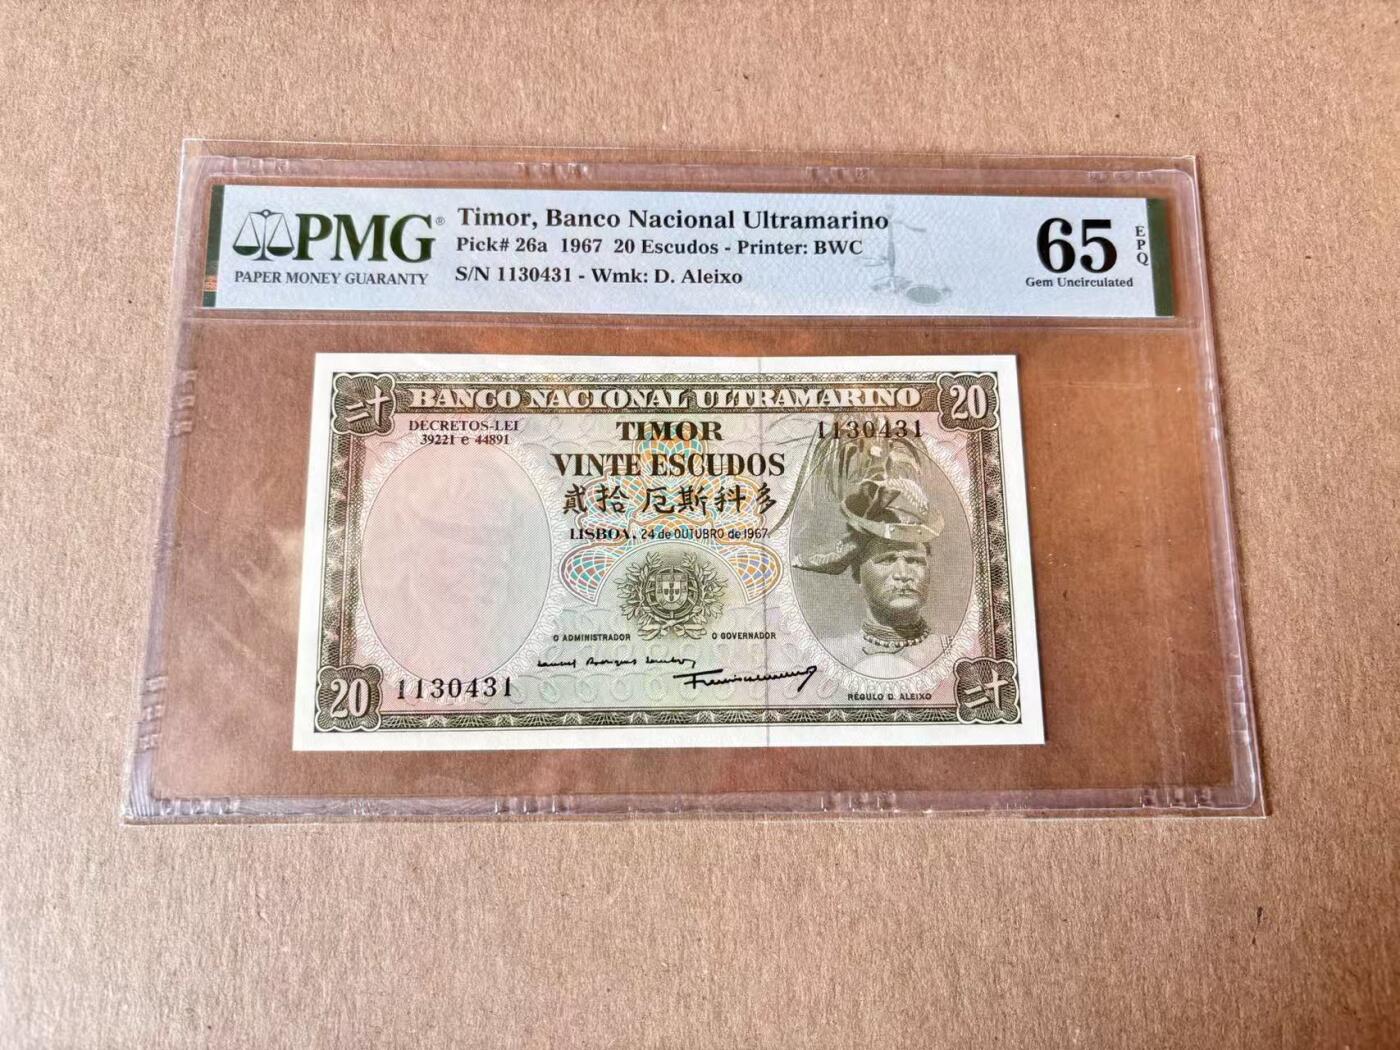 PMG®
PAPER MONEY GUARANTY
Timor, Banco Nacional Ultramarino
Pick# 26a 1967 20 Escudos - Printer: BWC
S/N 1130431 - Wmk: D. Aleixo
65
EPQ
Gem Uncirculated
二十
BANCO NACIONAL ULTRAMARINO
20
DECRETOS-LEI
39221 e 44891
TIMOR
1130431
VINTE ESCUDOS
貳拾厄斯科多
LISBOA, 24 de OUTUBRO de 1967
O ADMINISTRADOR
O GOVERNADOR
20
1130431
RÉGULO D. ALEIXO
二十